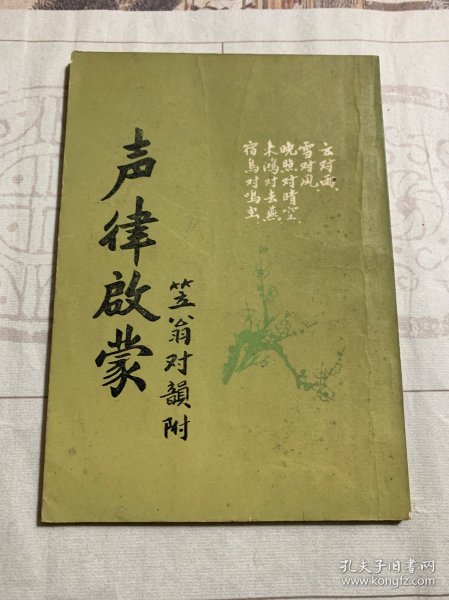 声律啟蒙
笠翁对韻附
云对雨、
雪对风、
晚照对晴空、
来鸿对去燕、
宿鸟对鸣虫、
孔夫子旧书网
www.kongfz.com